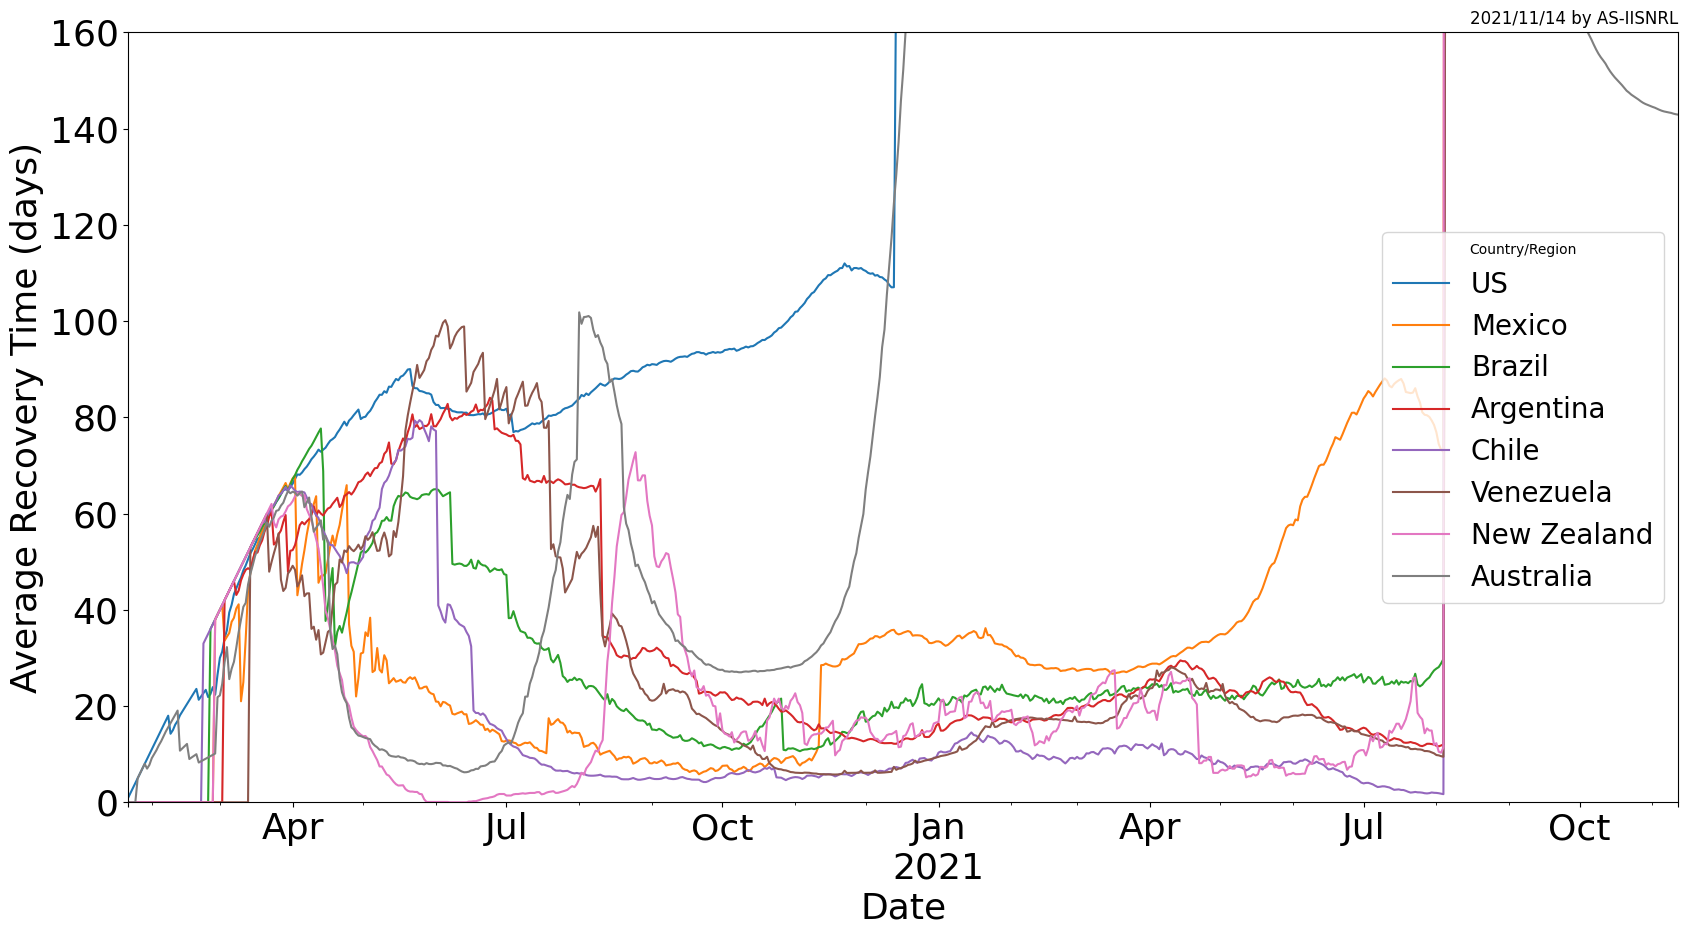 2021/11/14 by AS-IISNRL
Average Recovery Time (days)
160
140
120
100
80
60
40
20
0
Country/Region
US
Mexico
Brazil
Argentina
Chile
Venezuela
New Zealand
Australia
Apr Jul Oct Jan Apr Jul Oct
2021
Date